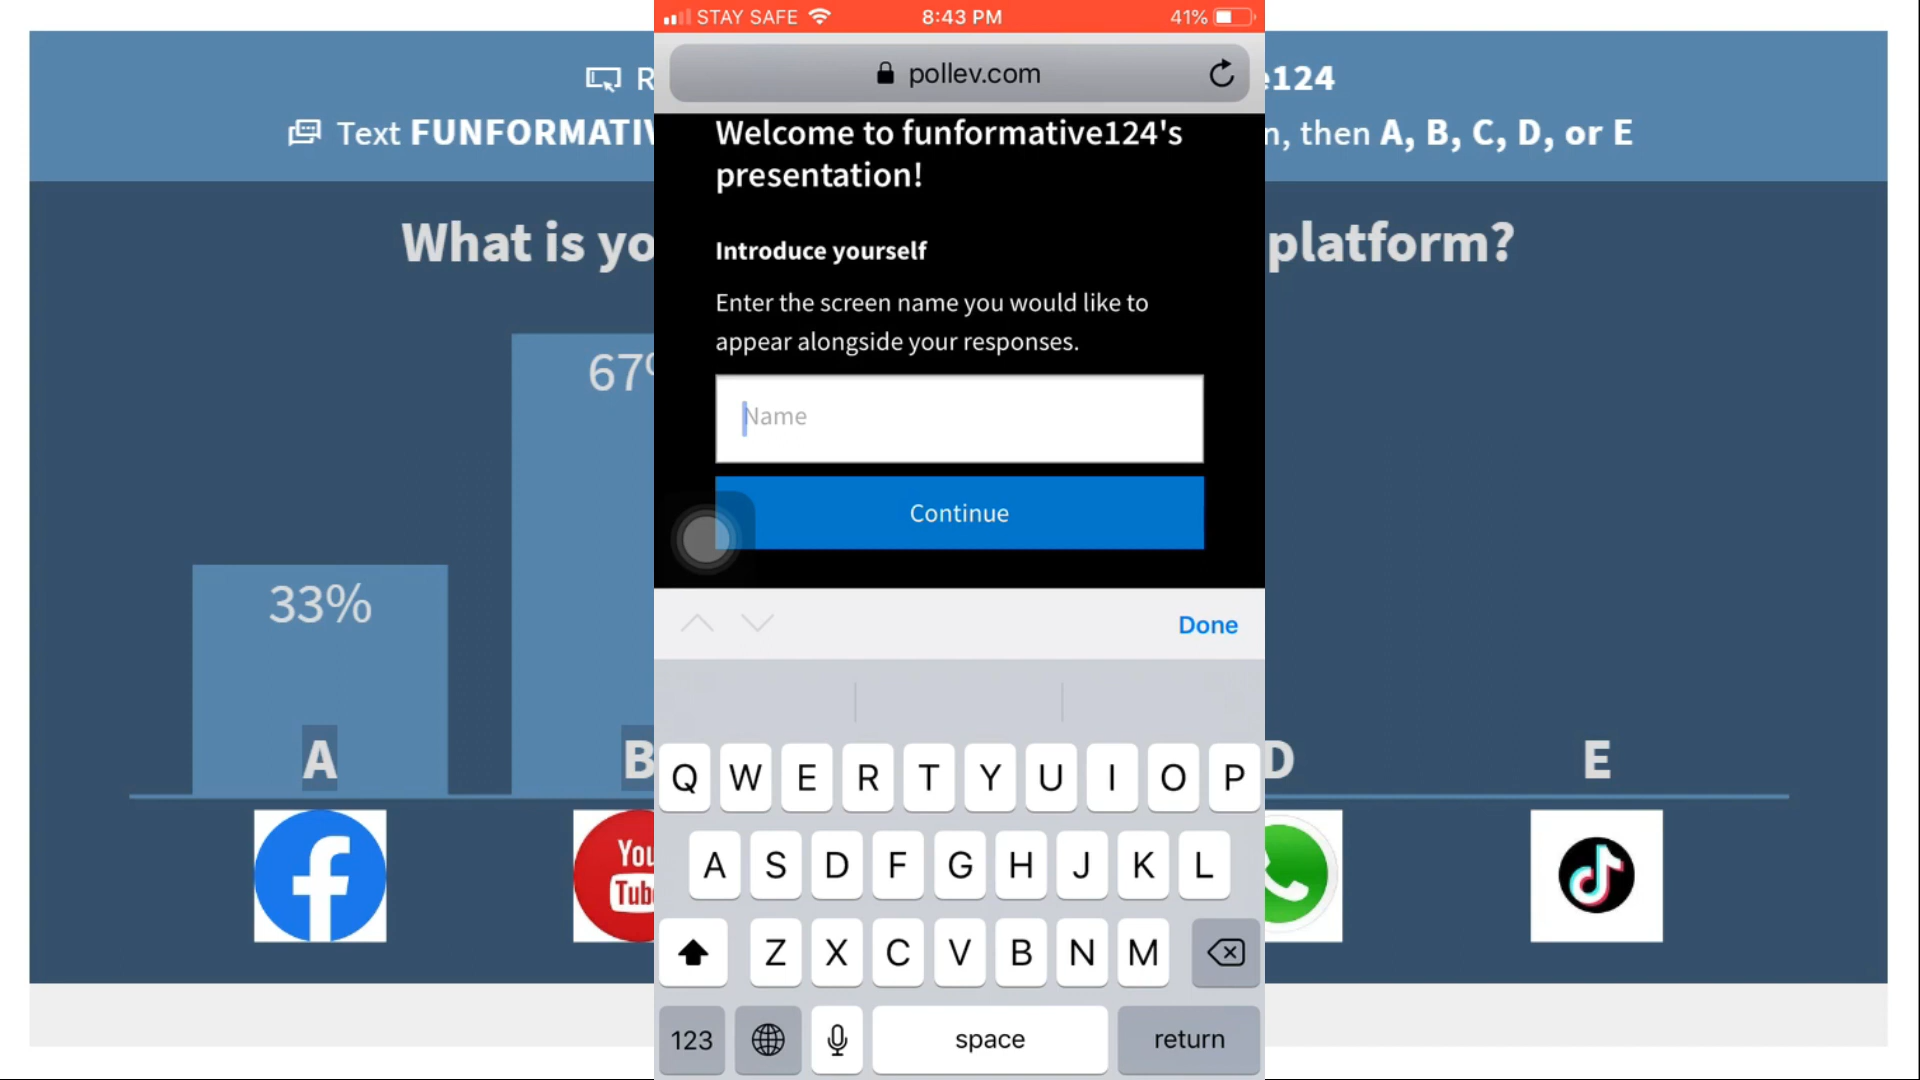 STAY SAFE
8:43 PM
41%
pollev.com
R
e124
Text FUNFORMATIV
n, then A, B, C, D, or E
Welcome to funformative124's
presentation!
What is yo
platform?
Introduce yourself
Enter the screen name you would like to
appear alongside your responses.
Name
Continue
67%
33%
A
B
D
E
You
Tube
Done
Q W E R T Y U I O P
A S D F G H J K L
Z X C V B N M
123
space
return